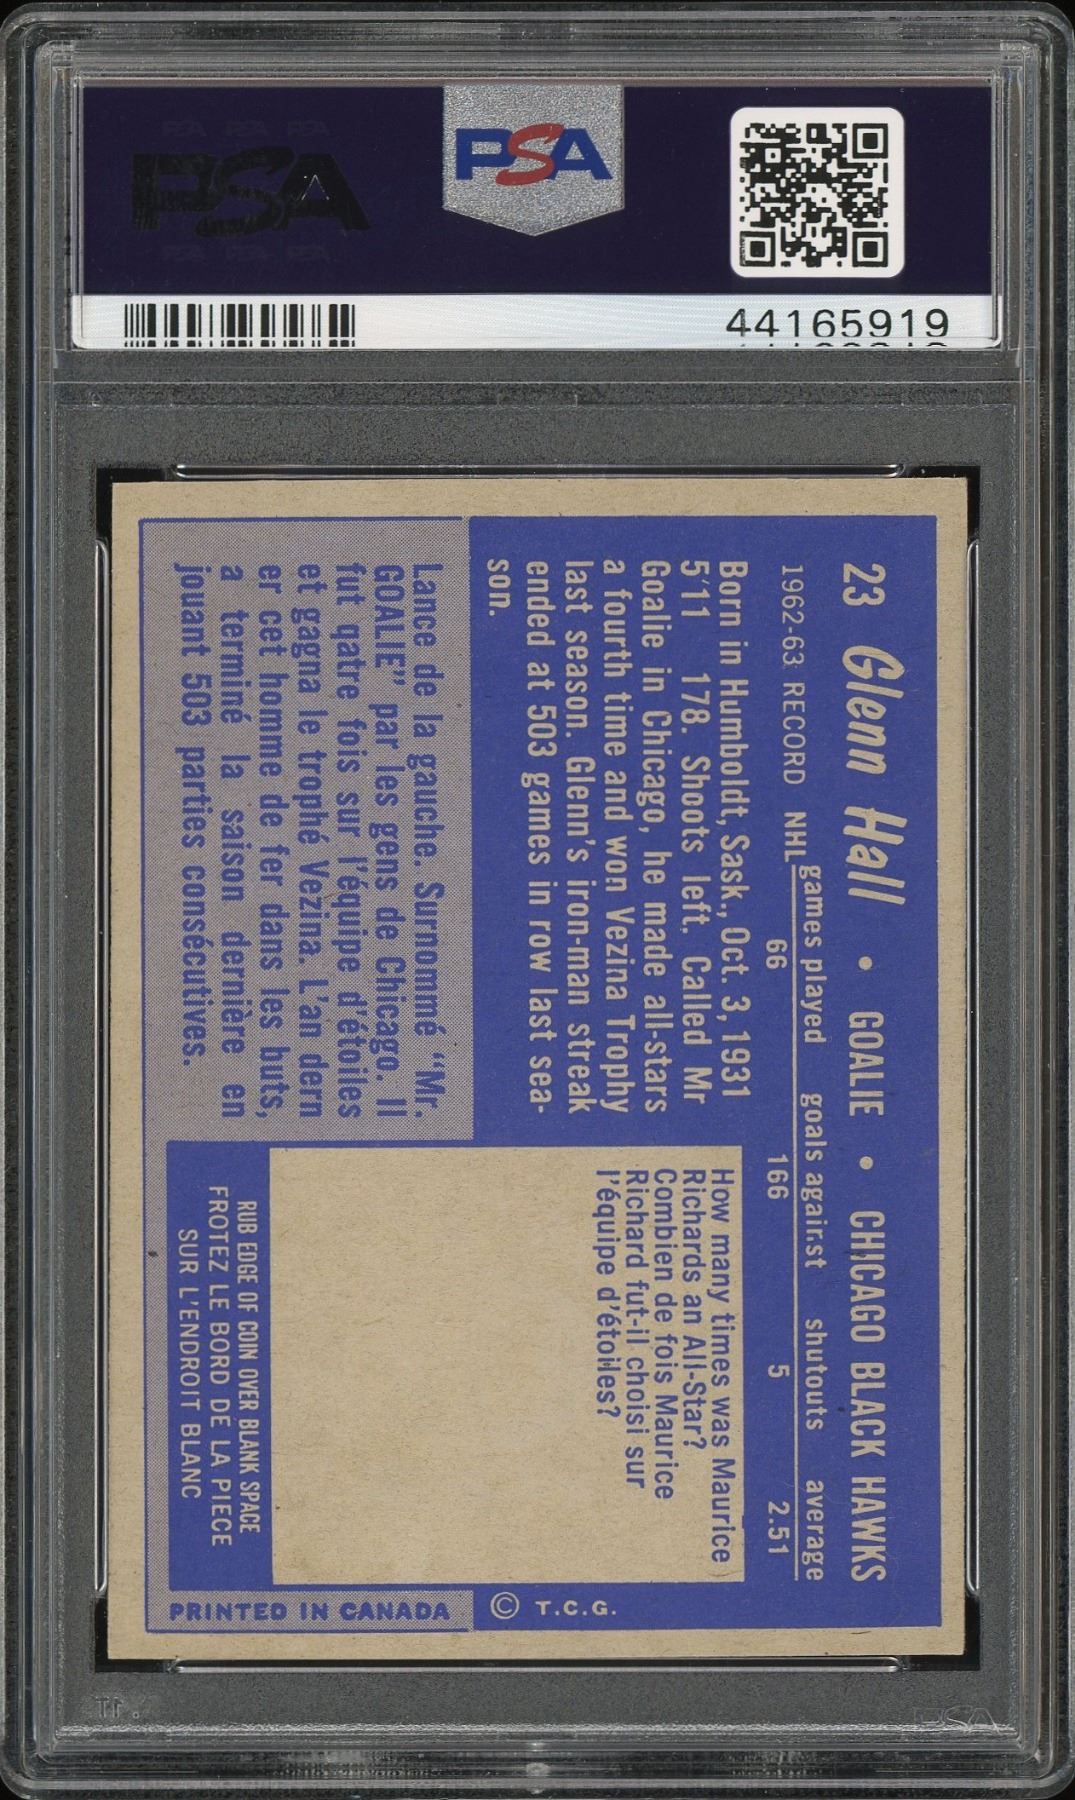 PSA
PSA
44165919
23 Glenn Hall • GOALIE • CHICAGO BLACK HAWKS
games played goals against shutouts average
1962-63 RECORD NHL 66 166 5 2.51
Born in Humboldt, Sask., Oct. 3, 1931
5'11 178. Shoots left. Called Mr
Goalie in Chicago, he made all-stars
a fourth time and won Vezina Trophy
last season. Glenn's iron-man streak
ended at 503 games in row last sea-
son.
Lance de la gauche. Surnommé "Mr.
GOALIE" par les gens de Chicago. Il
fut qatre fois sur l'équipe d'étoiles
et gagna le trophé Vezina. L'an dern
er cet homme de fer dans les buts,
a terminé la saison dernière en
jouant 503 parties consécutives.
How many times was Maurice
Richards an All-Star?
Combien de fois Maurice
Richard fut-il choisi sur
l'équipe d'étoiles?
RUB EDGE OF COIN OVER BLANK SPACE
FROTEZ LE BORD DE LA PIECE
SUR L'ENDROIT BLANC
© T.C.G.
PRINTED IN CANADA
PSA